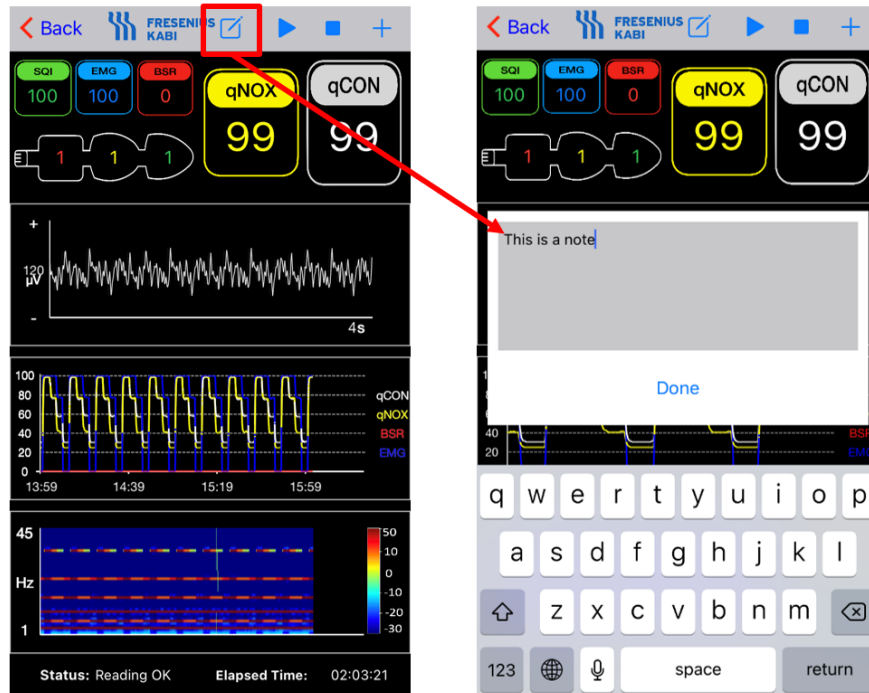 Back
FRESENIUS
KABI
SQI
100
EMG
100
BSR
0
qNOX
99
qCON
99
1 1 1
+
120
µV
-
4s
100
80
60
40
20
0
qCON
qNOX
BSR
EMG
13:59 14:39 15:19 15:59
45
Hz
1
50
10
0
-10
-20
-30
Status: Reading OK Elapsed Time: 02:03:21
Back
FRESENIUS
KABI
SQI
100
EMG
100
BSR
0
qNOX
99
qCON
99
1 1 1
This is a note
Done
40
20
BSR
EMG
q w e r t y u i o p
a s d f g h j k l
z x c v b n m
123 space return